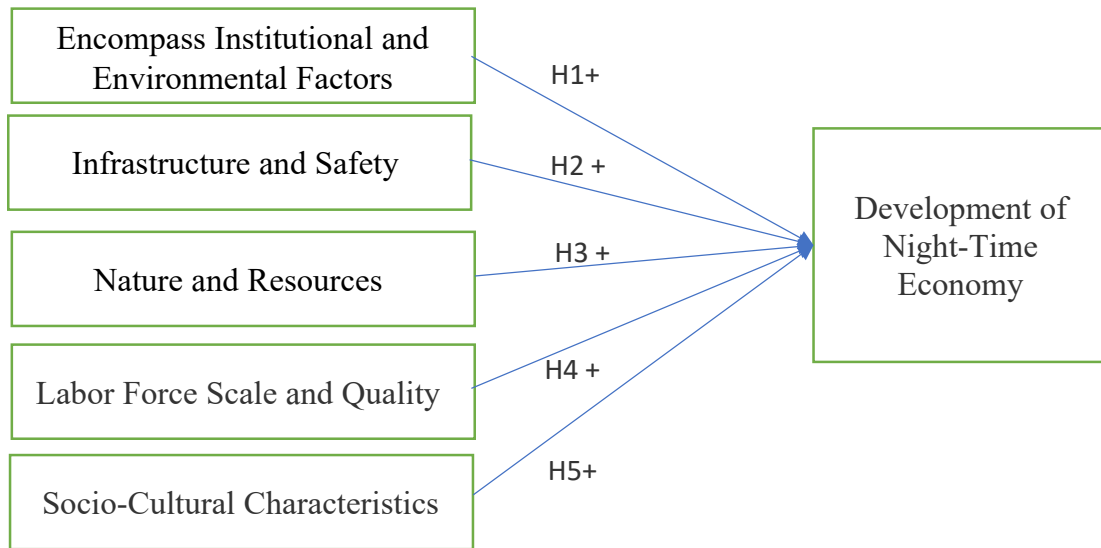 Encompass Institutional and
Environmental Factors
H1+
Infrastructure and Safety
H2 +
Nature and Resources
H3 +
Labor Force Scale and Quality
H4 +
Socio-Cultural Characteristics
H5+
Development of
Night-Time
Economy